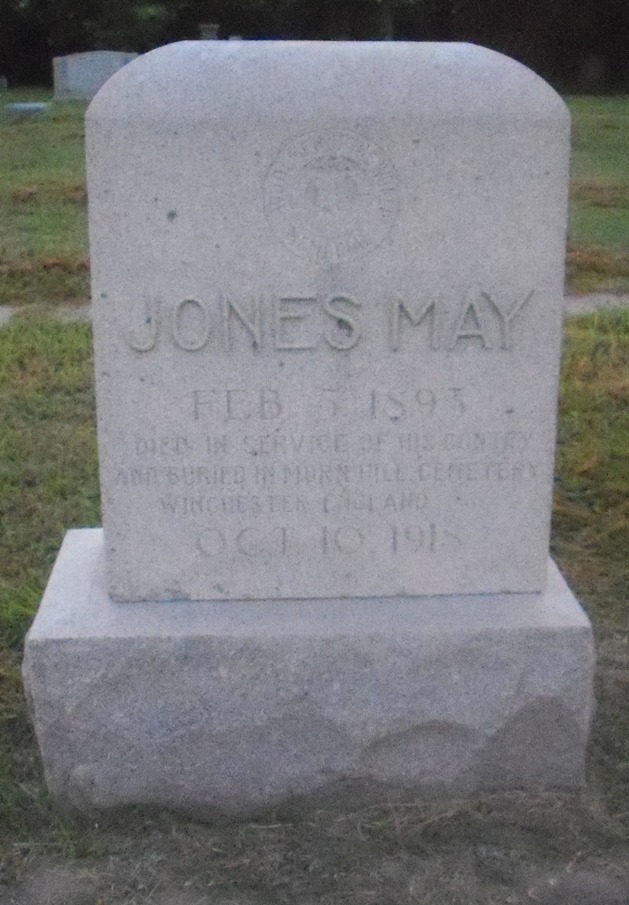 JONES MAY
FEB 5 1893
DIED IN SERVICE OF HIS CONTRY
AND BURIED IN MORN HILL CEMETERY
WINCHESTER ENGLAND
OCT 10 1918